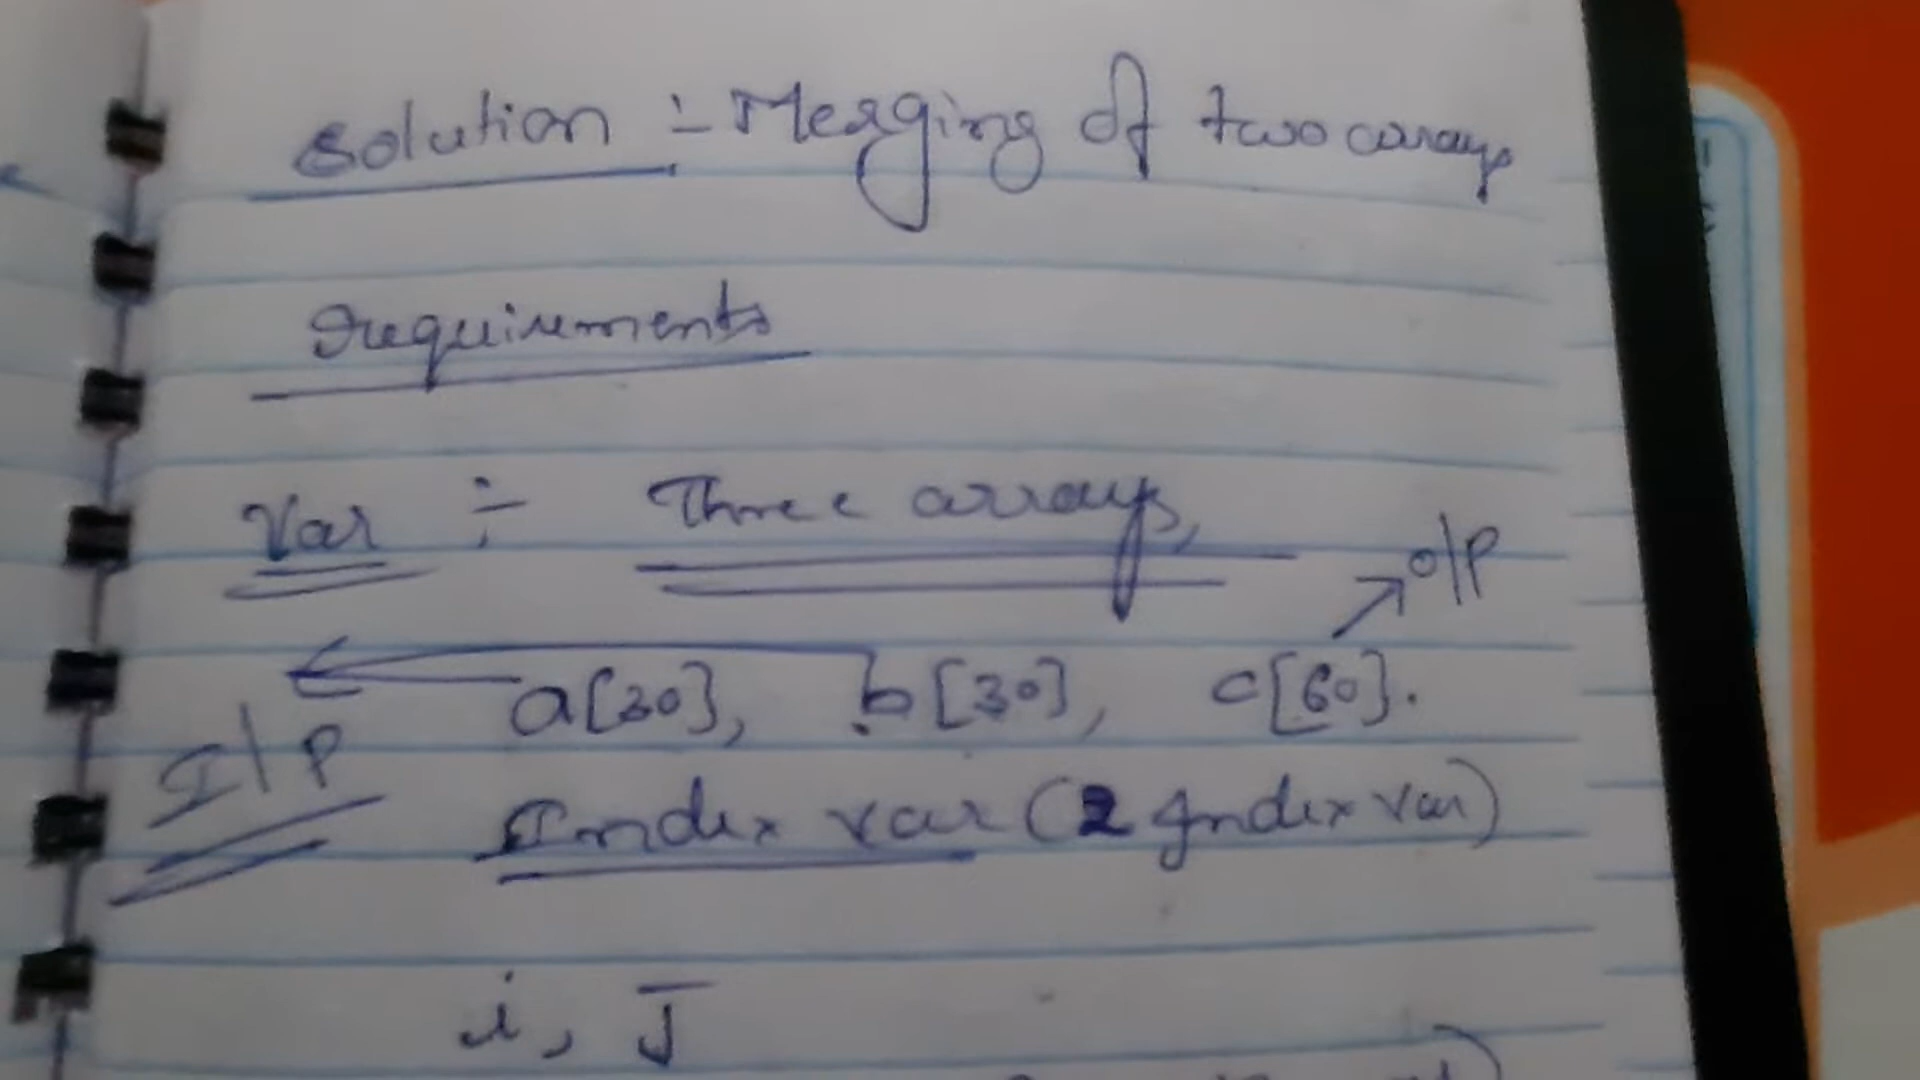 Solution :- Merging of two arrays
requirements
Var :- Three arrays,
O/P
a[30], b[30], c[60].
I/P
Index var (2 Index var)
i, J